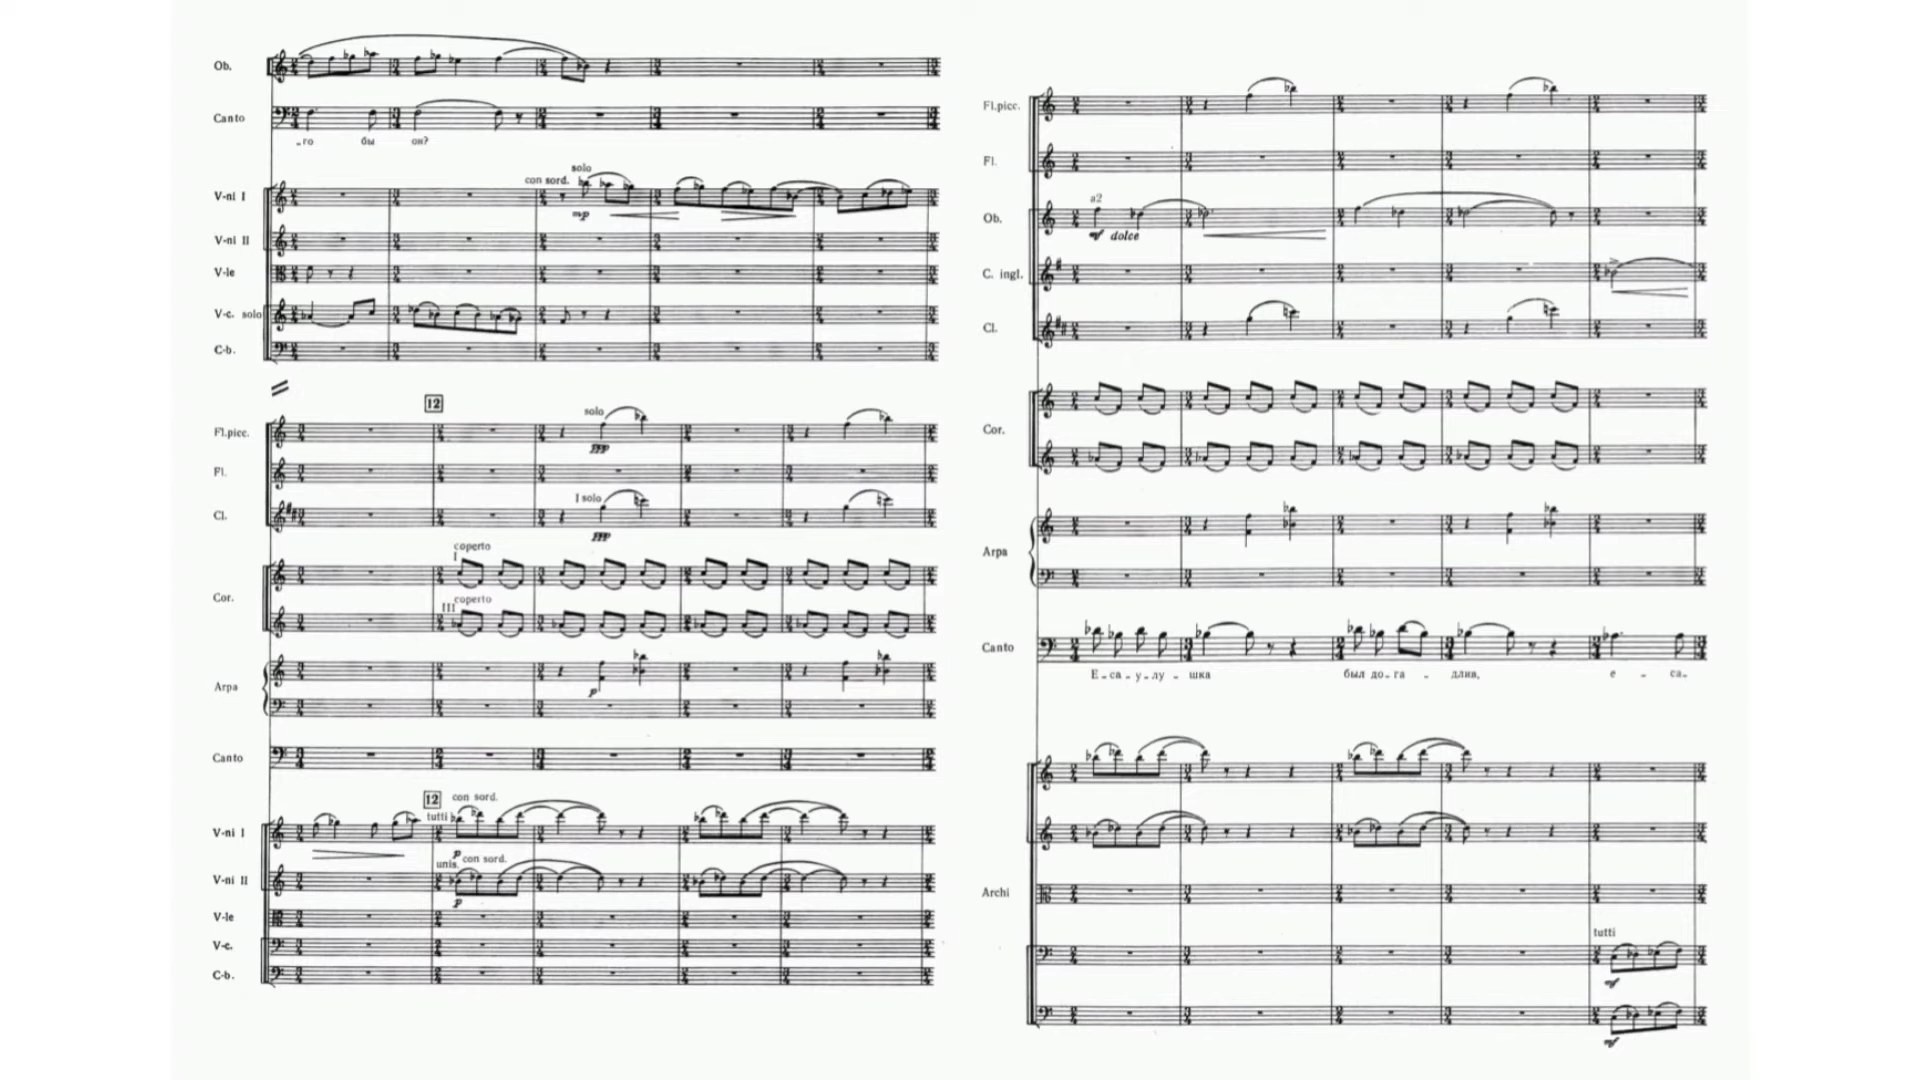 Ob.
Canto
-го бы он?
con sord. solo
V-ni I
mp
V-ni II
V-le
V-c. solo
C-b.
12
Fl.picc.
solo
ppp
Fl.
Cl.
I solo
ppp
coperto
I
Cor.
coperto
III
Arpa
p
Canto
12 con sord.
tutti
V-ni I
p
unis. con sord.
V-ni II
p
V-le
V-c.
C-b.
Fl.picc.
Fl.
a2
Ob.
mf dolce
C. ingl.
Cl.
Cor.
Arpa
Canto
Е-са-у-лу-шка был до-га-длив, е-са-
Archi
tutti
mf
mf